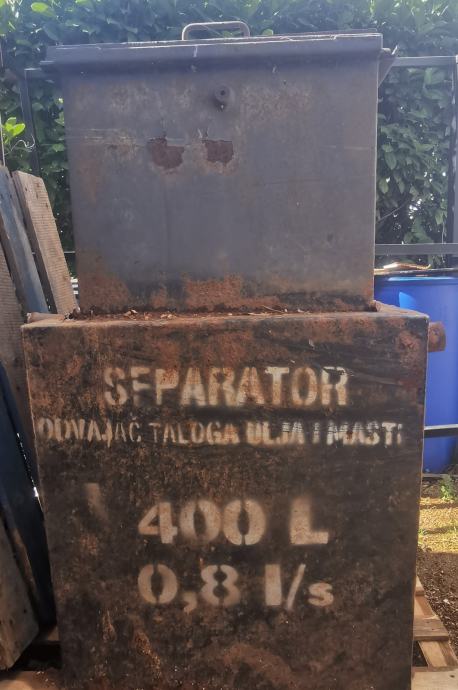 SEPARATOR
ODVAJAČ TALOGA ULJA I MASTI
400 L
0,8 l/s